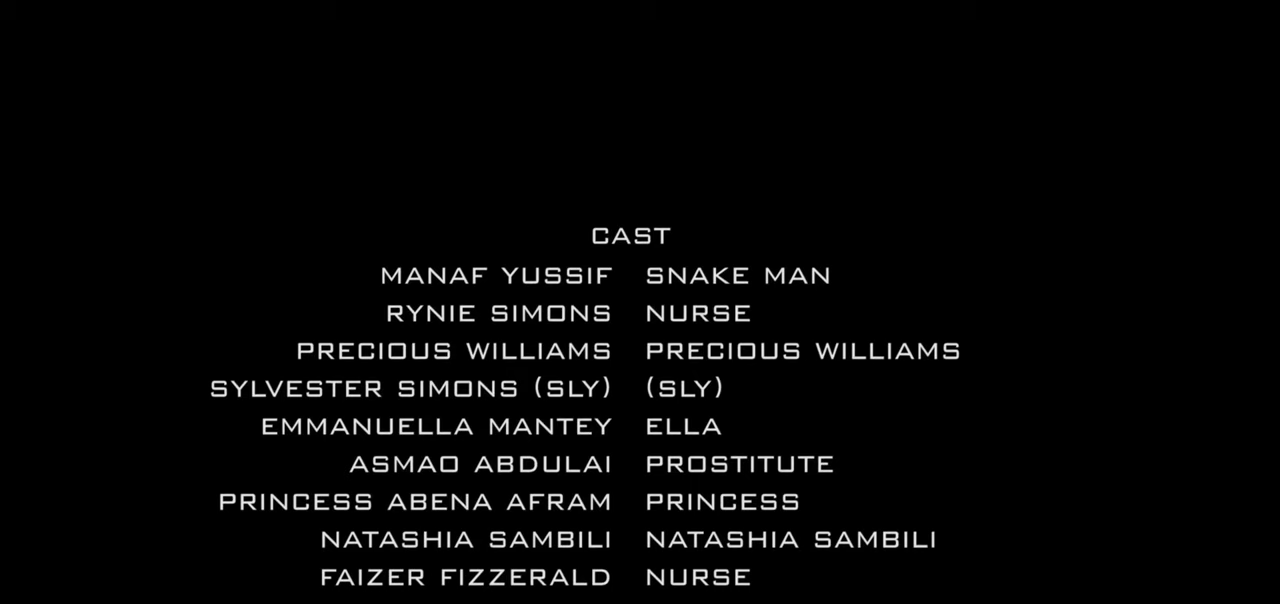 CAST
MANAF YUSSIF SNAKE MAN
RYNIE SIMONS NURSE
PRECIOUS WILLIAMS PRECIOUS WILLIAMS
SYLVESTER SIMONS (SLY) (SLY)
EMMANUELLA MANTEY ELLA
ASMAO ABDULAI PROSTITUTE
PRINCESS ABENA AFRAM PRINCESS
NATASHIA SAMBILI NATASHIA SAMBILI
FAIZER FIZZERALD NURSE